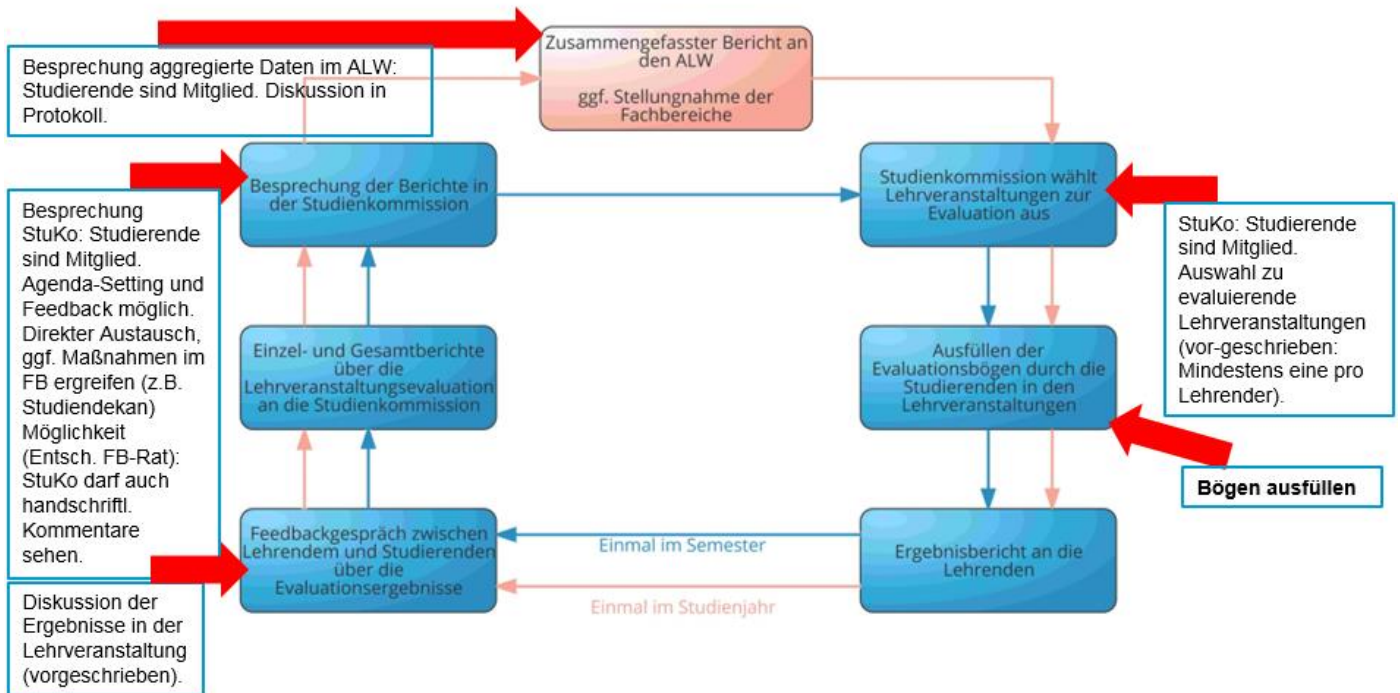 Zusammengefasster Bericht an
den ALW
ggf. Stellungnahme der
Fachbereiche
Besprechung aggregierte Daten im ALW:
Studierende sind Mitglied. Diskussion in
Protokoll.
Besprechung der Berichte in
der Studienkommission
Studienkommission wählt
Lehrveranstaltungen zur
Evaluation aus
Besprechung
StuKo: Studierende
sind Mitglied.
Agenda-Setting und
Feedback möglich.
Direkter Austausch,
ggf. Maßnahmen im
FB ergreifen (z.B.
Studiendekan)
Möglichkeit
(Entsch. FB-Rat):
StuKo darf auch
handschriftl.
Kommentare
sehen.
StuKo: Studierende
sind Mitglied.
Auswahl zu
evaluierende
Lehrveranstaltungen
(vor-geschrieben:
Mindestens eine pro
Lehrender).
Einzel- und Gesamtberichte
über die
Lehrveranstaltungsevaluation
an die Studienkommission
Ausfüllen der
Evaluationsbögen durch die
Studierenden in den
Lehrveranstaltungen
Bögen ausfüllen
Feedbackgespräch zwischen
Lehrendem und Studierenden
über die
Evaluationsergebnisse
Einmal im Semester
Einmal im Studienjahr
Ergebnisbericht an die
Lehrenden
Diskussion der
Ergebnisse in der
Lehrveranstaltung
(vorgeschrieben).